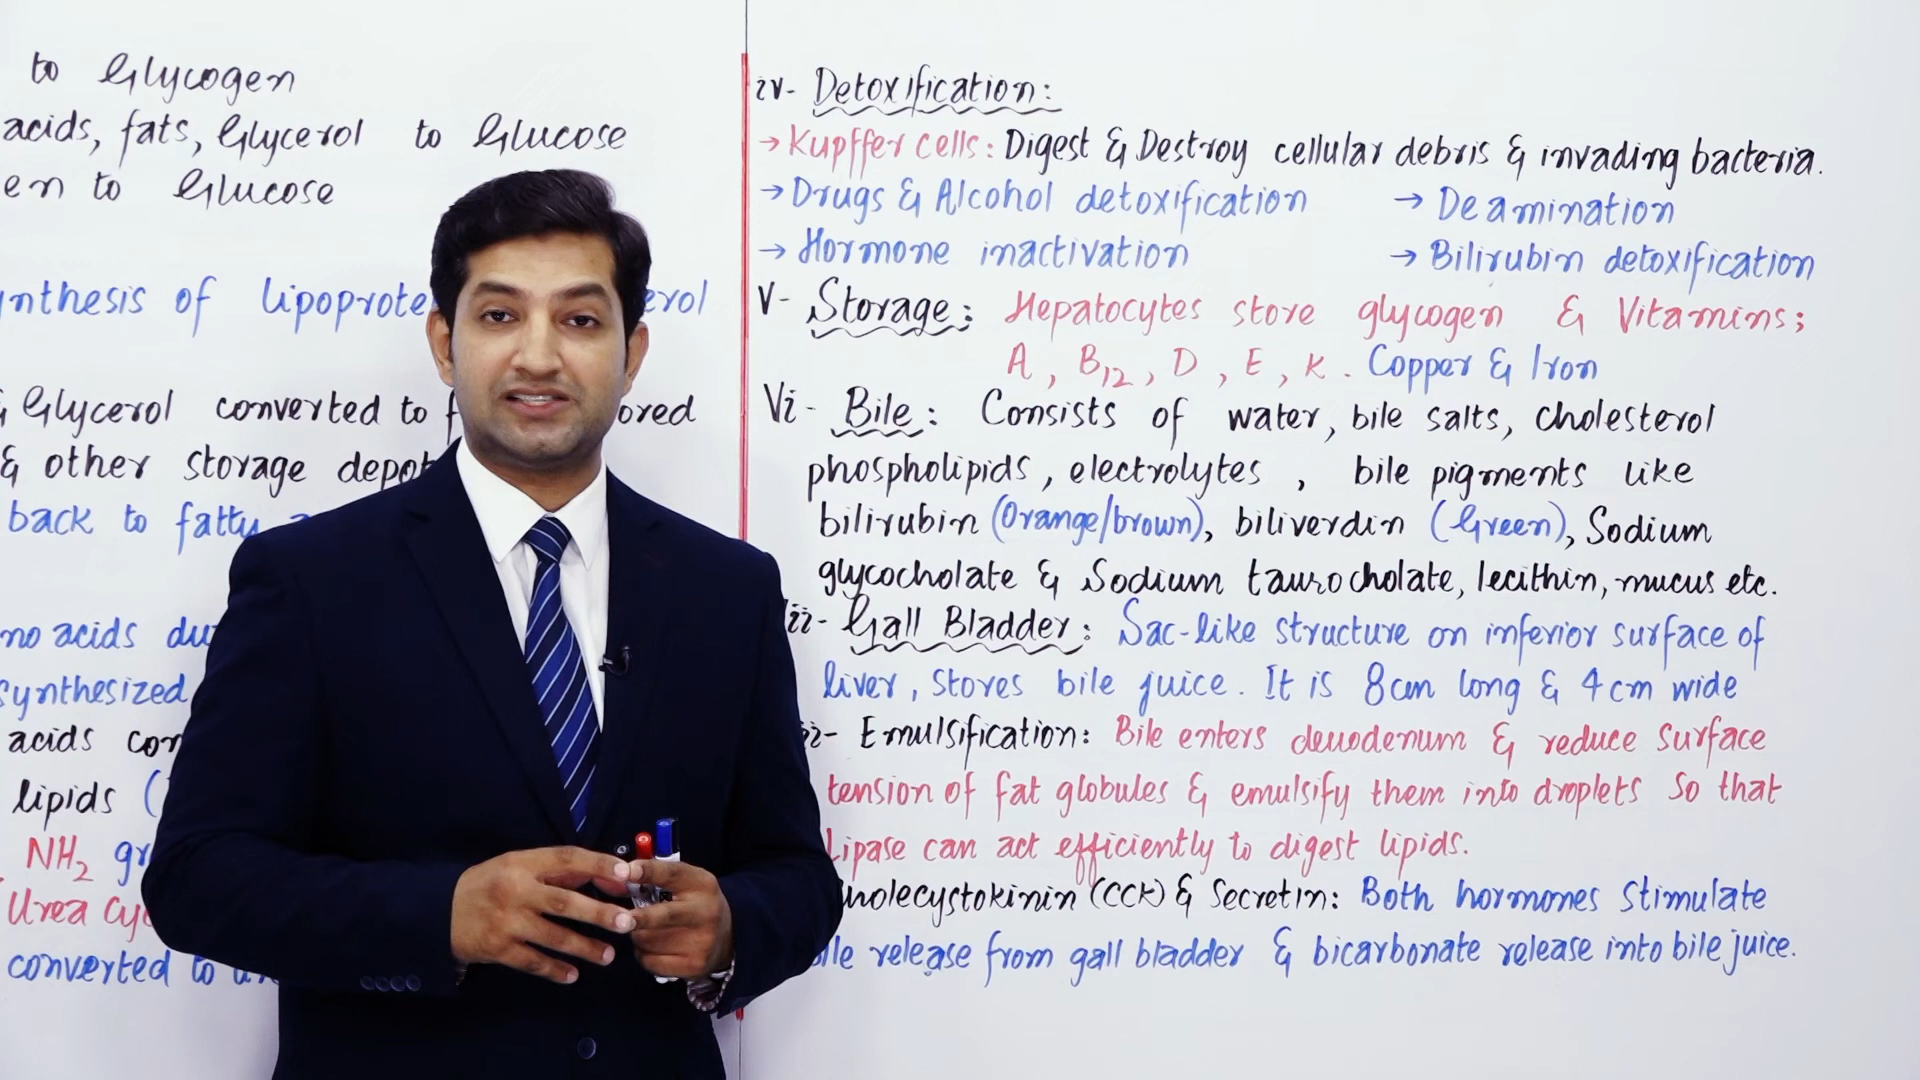 to Glycogen
acids, fats, Glycerol to Glucose
en to Glucose
ynthesis of lipoprote erol
& Glycerol converted to f ored
& other storage depot
back to fatty
no acids du
synthesized
acids con
lipids (
NH2 gr
Urea Cyc
converted to
iv- Detoxification:
→ Kupffer cells: Digest & Destroy cellular debris & invading bacteria.
→ Drugs & Alcohol detoxification → Deamination
→ Hormone inactivation → Bilirubin detoxification
V- Storage: Hepatocytes store glycogen & Vitamins;
A, B12, D, E, K. Copper & Iron
Vi- Bile: Consists of water, bile salts, cholesterol
phospholipids, electrolytes, bile pigments like
bilirubin (Orange/brown), biliverdin (Green), Sodium
glycocholate & Sodium taurocholate, lecithin, mucus etc.
ii- Gall Bladder: Sac-like structure on inferior surface of
liver, stores bile juice. It is 8cm long & 4cm wide
ii- Emulsification: Bile enters deuodenum & reduce surface
tension of fat globules & emulsify them into droplets so that
Lipase can act efficiently to digest lipids.
holecystokinin (CCK) & Secretin: Both hormones stimulate
ile release from gall bladder & bicarbonate release into bile juice.